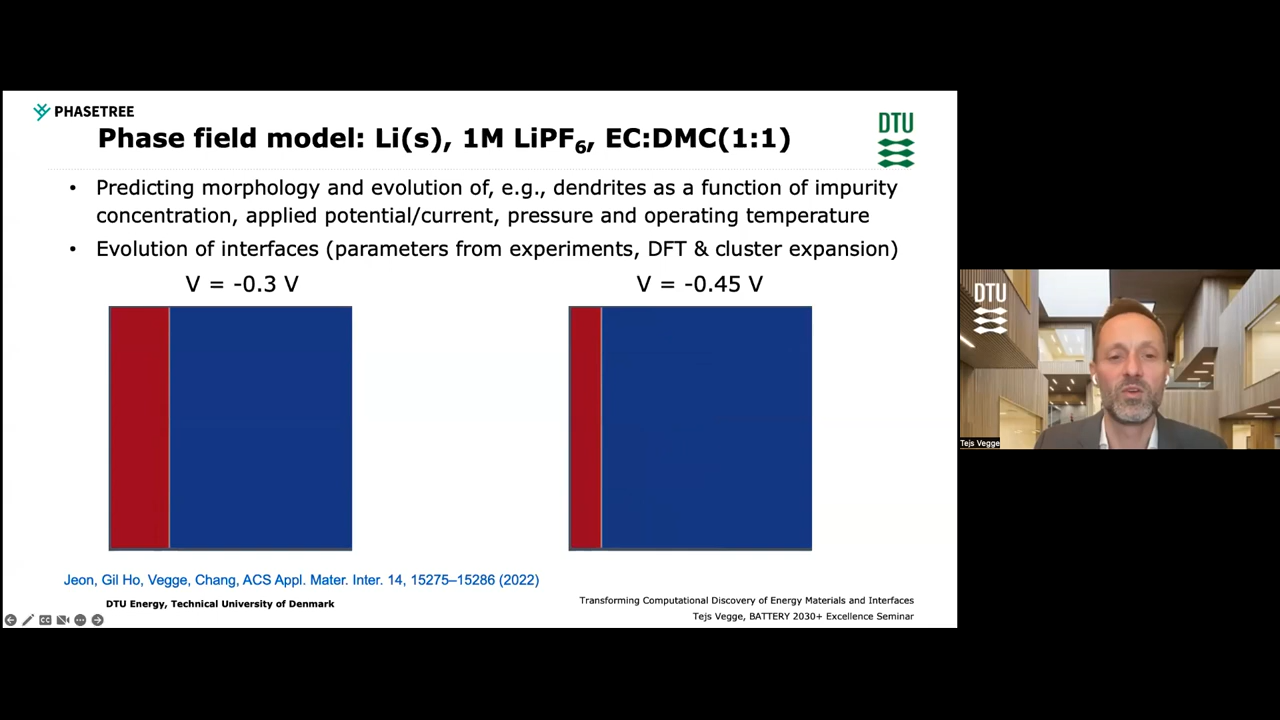 PHASETREE
Phase field model: Li(s), 1M LiPF6, EC:DMC(1:1)
DTU
• Predicting morphology and evolution of, e.g., dendrites as a function of impurity
concentration, applied potential/current, pressure and operating temperature
• Evolution of interfaces (parameters from experiments, DFT & cluster expansion)
V = -0.3 V
V = -0.45 V
Jeon, Gil Ho, Vegge, Chang, ACS Appl. Mater. Inter. 14, 15275–15286 (2022)
DTU Energy, Technical University of Denmark
Transforming Computational Discovery of Energy Materials and Interfaces
Tejs Vegge, BATTERY 2030+ Excellence Seminar
CC
DTU
Tejs Vegge